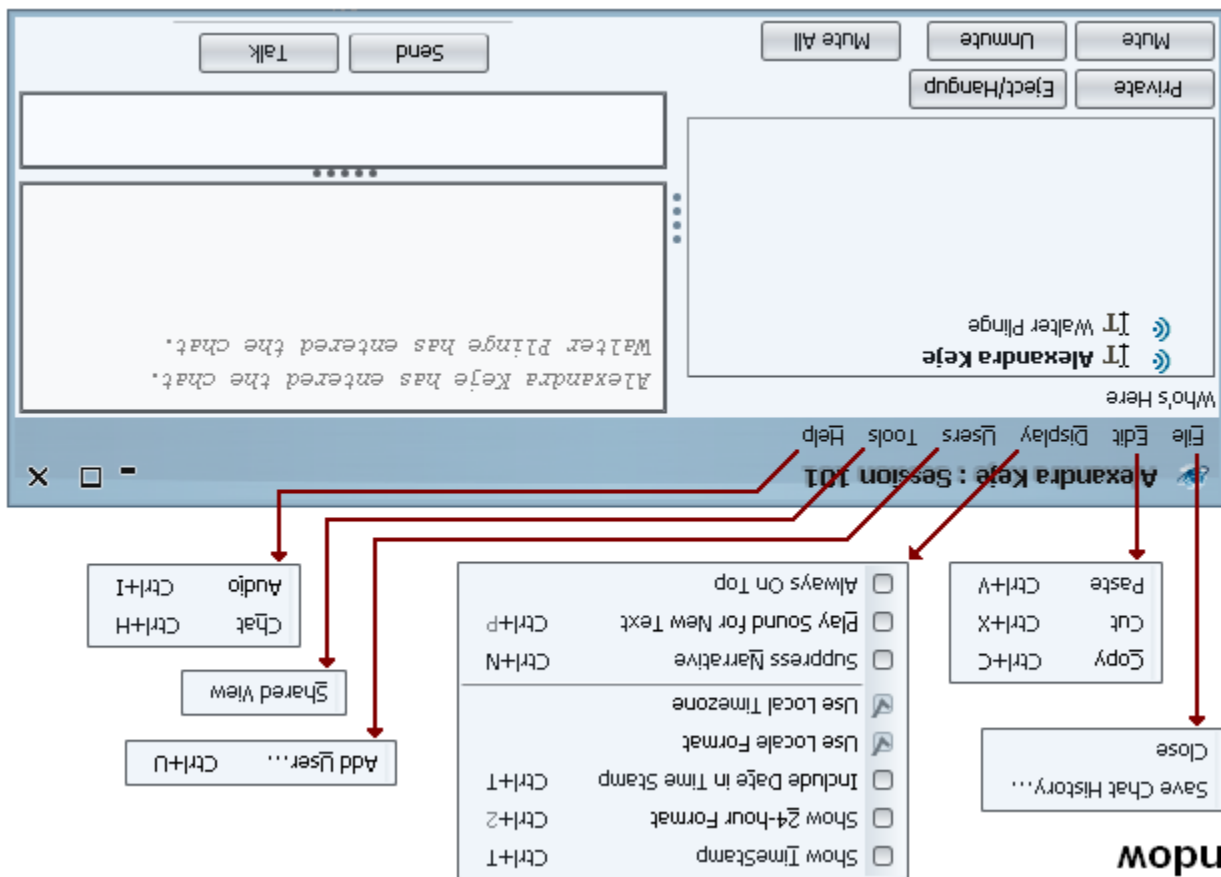 ndow
Save Chat History...
Close
Copy Ctrl+C
Cut Ctrl+X
Paste Ctrl+V
Show TimeStamp Ctrl+T
Show 24-hour Format Ctrl+2
Include Date in Time Stamp Ctrl+T
Use Locale Format
Use Local Timezone
Suppress Narrative Ctrl+N
Play Sound for New Text Ctrl+P
Always On Top
Add User... Ctrl+U
Shared View
Chat Ctrl+H
Audio Ctrl+I
Alexandra Keje : Session 101
File Edit Display Users Tools Help
Who's Here
Alexandra Keje
Walter Plinge
Alexandra Keje has entered the chat.
Walter Plinge has entered the chat.
Private Eject/Hangup
Mute Unmute Mute All
Send Talk